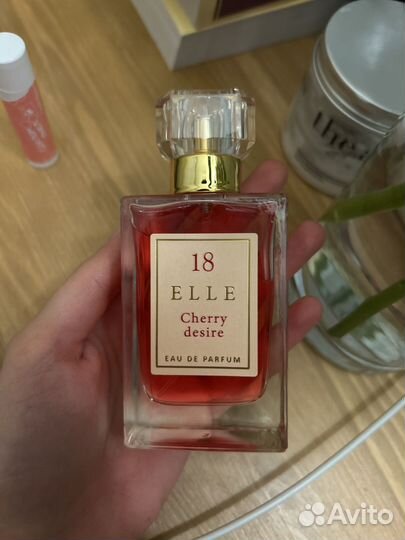 18
ELLE
Cherry
desire
EAU DE PARFUM
Avito